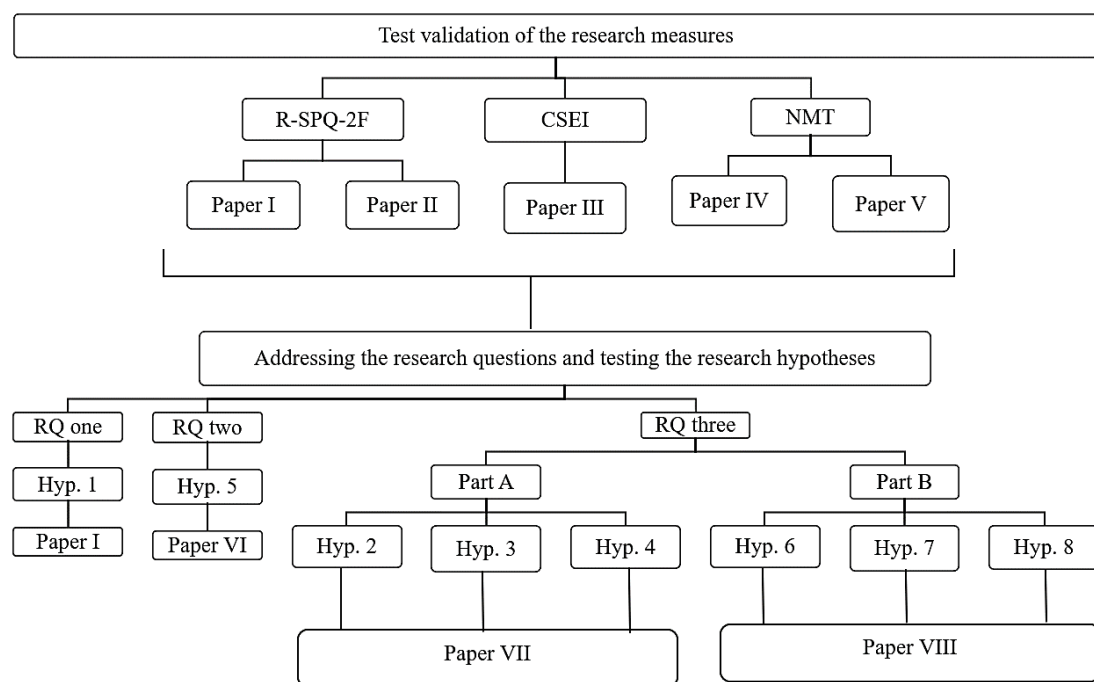 Test validation of the research measures
R-SPQ-2F
CSEI
NMT
Paper I
Paper II
Paper III
Paper IV
Paper V
Addressing the research questions and testing the research hypotheses
RQ one
RQ two
RQ three
Hyp. 1
Hyp. 5
Part A
Part B
Paper I
Paper VI
Hyp. 2
Hyp. 3
Hyp. 4
Hyp. 6
Hyp. 7
Hyp. 8
Paper VII
Paper VIII